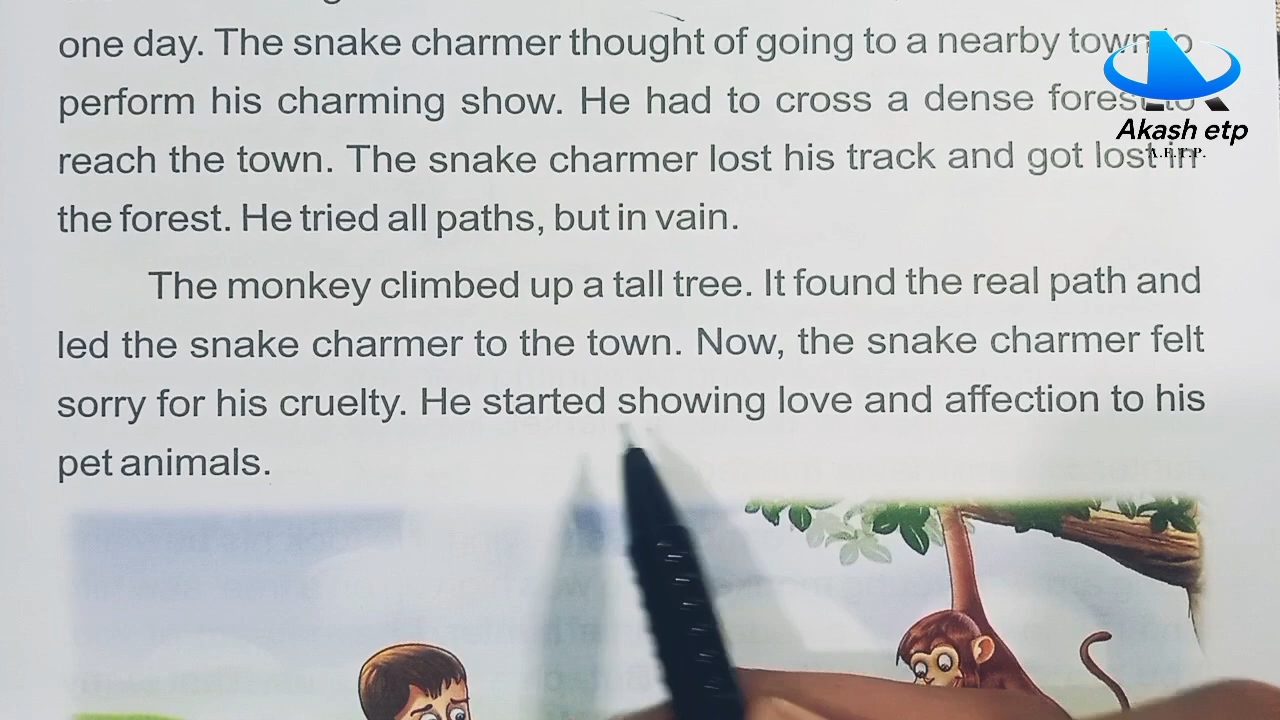 one day. The snake charmer thought of going to a nearby town to
perform his charming show. He had to cross a dense forest to
reach the town. The snake charmer lost his track and got lost in
the forest. He tried all paths, but in vain.
The monkey climbed up a tall tree. It found the real path and
led the snake charmer to the town. Now, the snake charmer felt
sorry for his cruelty. He started showing love and affection to his
pet animals.
Akash etp
A.E.T.P.